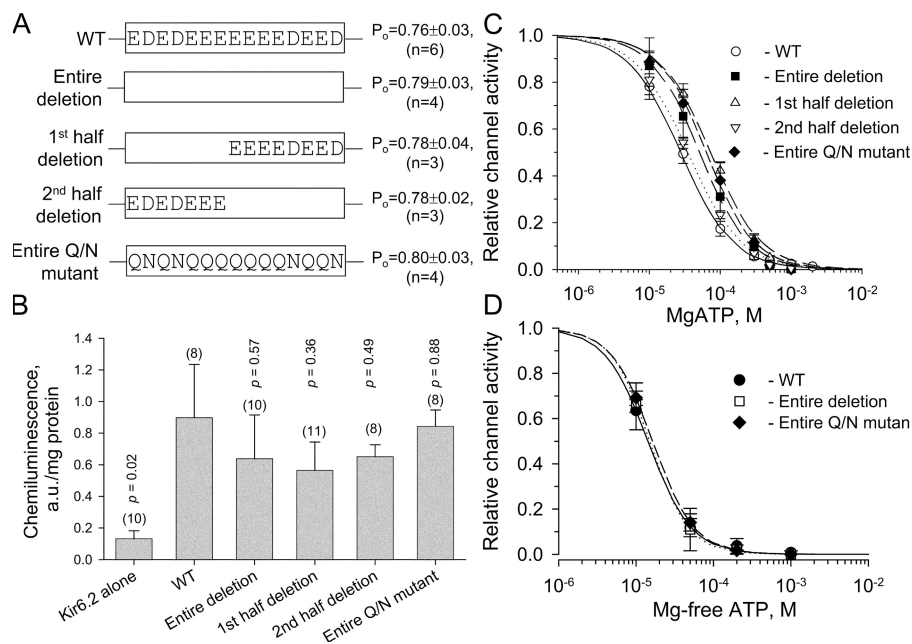 A
WT
EDEDEEEEEEEDEED
Po=0.76±0.03,
(n=6)
Entire
deletion
Po=0.79±0.03,
(n=4)
1st half
deletion
EEEEDEED
Po=0.78±0.04,
(n=3)
2nd half
deletion
EDEDEEE
Po=0.78±0.02,
(n=3)
Entire Q/N
mutant
QNQNQQQQQQQNQQN
Po=0.80±0.03,
(n=4)
B
Chemiluminescence,
a.u./mg protein
1.4
1.2
1.0
0.8
0.6
0.4
0.2
0.0
p = 0.02
(10)
(8)
p = 0.57
(10)
p = 0.36
(11)
p = 0.49
(8)
p = 0.88
(8)
Kir6.2 alone
WT
Entire deletion
1st half deletion
2nd half deletion
Entire Q/N mutant
C
Relative channel activity
1.0
0.8
0.6
0.4
0.2
0.0
- WT
- Entire deletion
- 1st half deletion
- 2nd half deletion
- Entire Q/N mutant
10-6
10-5
10-4
10-3
10-2
MgATP, M
D
Relative channel activity
1.0
0.8
0.6
0.4
0.2
0.0
- WT
- Entire deletion
- Entire Q/N mutan
10-6
10-5
10-4
10-3
10-2
Mg-free ATP, M